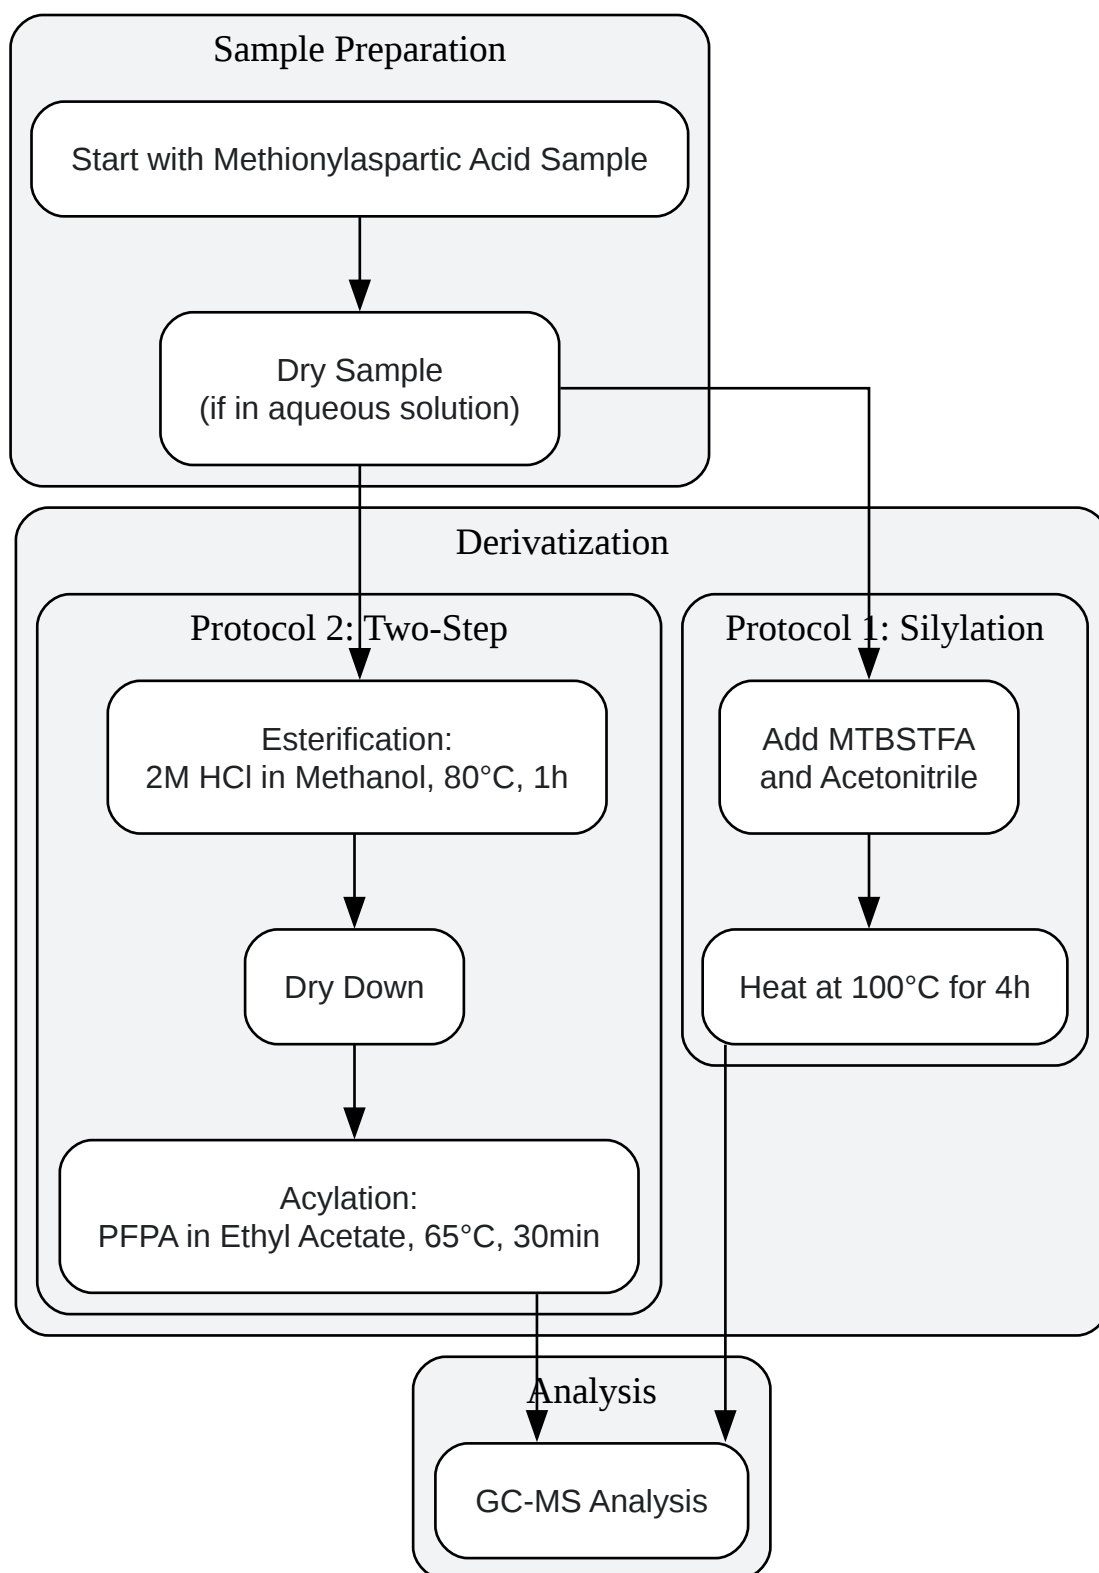 Sample Preparation
Start with Methionylaspartic Acid Sample
Dry Sample
(if in aqueous solution)
Derivatization
Protocol 2: Two-Step
Esterification:
2M HCl in Methanol, 80°C, 1h
Dry Down
Acylation:
PFPA in Ethyl Acetate, 65°C, 30min
Protocol 1: Silylation
Add MTBSTFA
and Acetonitrile
Heat at 100°C for 4h
Analysis
GC-MS Analysis